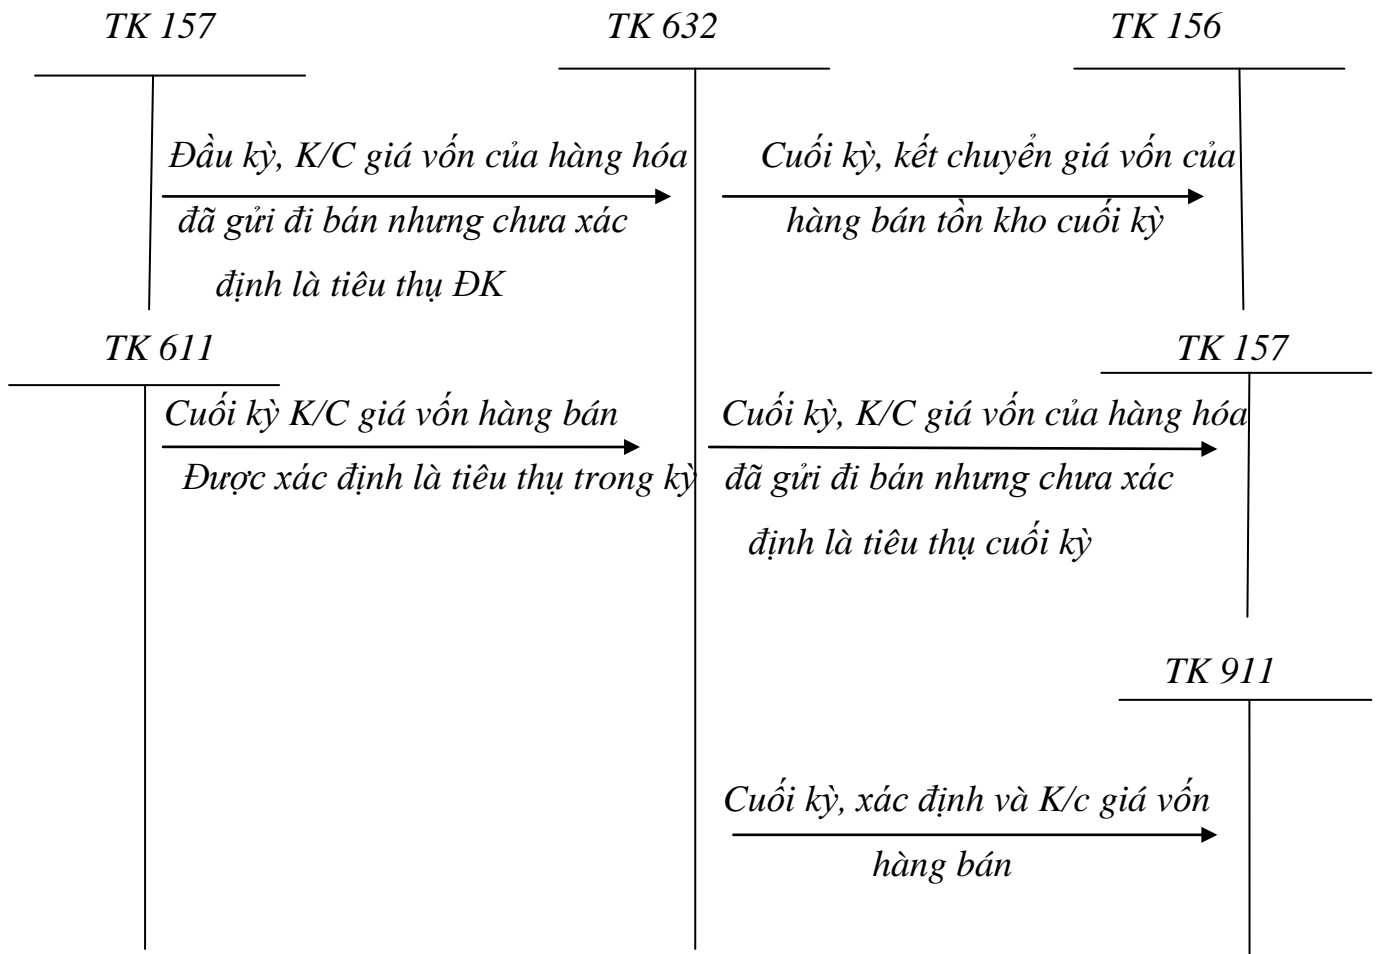 TK 157
TK 632
TK 156
Đầu kỳ, K/C giá vốn của hàng hóa
đã gửi đi bán nhưng chưa xác
định là tiêu thụ ĐK
Cuối kỳ, kết chuyển giá vốn của
hàng bán tồn kho cuối kỳ
TK 611
TK 157
Cuối kỳ K/C giá vốn hàng bán
Được xác định là tiêu thụ trong kỳ
Cuối kỳ, K/C giá vốn của hàng hóa
đã gửi đi bán nhưng chưa xác
định là tiêu thụ cuối kỳ
TK 911
Cuối kỳ, xác định và K/c giá vốn
hàng bán